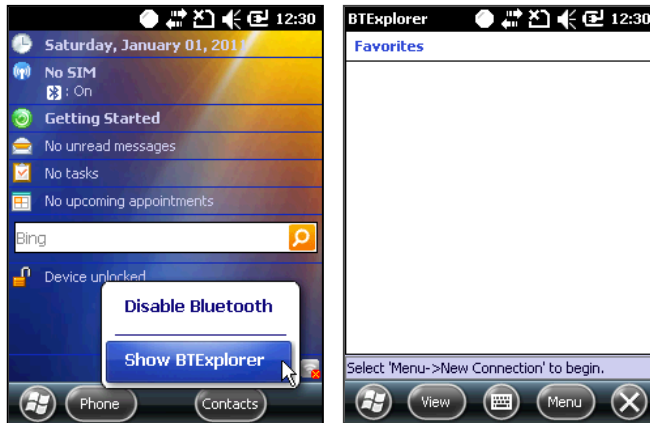 12:30
Saturday, January 01, 2011
No SIM
: On
Getting Started
No unread messages
No tasks
No upcoming appointments
Bing
Device unlocked
Disable Bluetooth
Show BTExplorer
Phone
Contacts
BTExplorer
12:30
Favorites
Select 'Menu->New Connection' to begin.
View
Menu